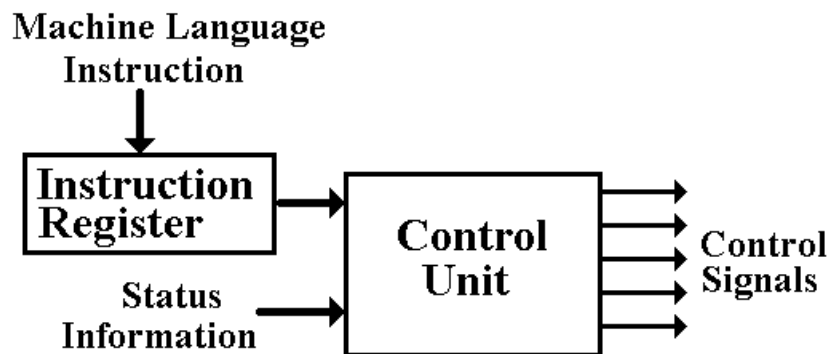 Machine Language
Instruction
Instruction
Register
Control
Unit
Control
Signals
Status
Information